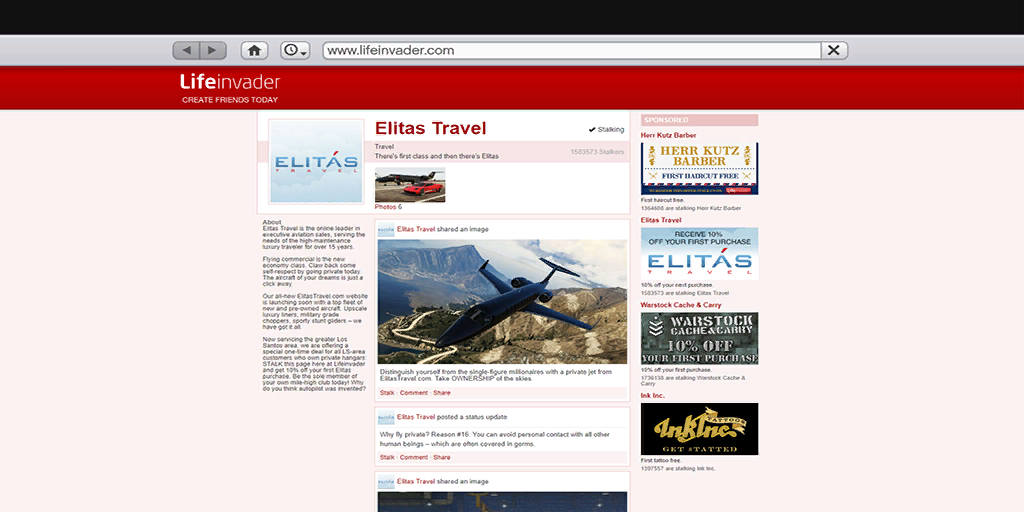 www.lifeinvader.com
Lifeinvader
CREATE FRIENDS TODAY
ELITÁS
TRAVEL
Elitas Travel
Stalking
Travel
1583573 Stalkers
There's first class and then there's Elitas
Photos 6
About
Elitas Travel is the online leader in
executive aviation sales, serving the
needs of the high-maintenance
luxury traveler for over 15 years.
Flying commercial is the new
economy class. Claw back some
self-respect by going private today.
The aircraft of your dreams is just a
click away
Our all-new ElitasTravel.com website
is launching soon with a top fleet of
new and pre-owned aircraft. Upscale
luxury liners, military grade
choppers, sporty stunt gliders – we
have got it all.
Now servicing the greater Los
Santos area, we are offering a
special one-time deal for all LS-area
customers who own private hangars:
STALK this page here at Lifeinvader
and get 10% off your first Elitas
purchase. Be the sole member of
your own mile-high club today! Why
do you think autopilot was invented?
Elitas Travel shared an image
Distinguish yourself from the single-figure millionaires with a private jet from
ElitasTravel.com. Take OWNERSHIP of the skies.
Stalk · Comment · Share
Elitas Travel posted a status update
Why fly private? Reason #16: You can avoid personal contact with all other
human beings – which are often covered in germs.
Stalk · Comment · Share
Elitas Travel shared an image
SPONSORED
Herr Kutz Barber
HERR KUTZ
BARBER
FIRST HAIRCUT FREE
First haircut free.
1364608 are stalking Herr Kutz Barber
Elitas Travel
RECEIVE 10%
OFF YOUR FIRST PURCHASE
ELITÁS
TRAVEL
10% off your next purchase.
1583573 are stalking Elitas Travel
Warstock Cache & Carry
WARSTOCK
CACHE & CARRY
10% OFF
YOUR FIRST PURCHASE
10% off your first purchase.
1736138 are stalking Warstock Cache &
Carry
Ink Inc.
TATTOOS
InkInc
GET #TATTED
First tattoo free.
1397557 are stalking Ink Inc.